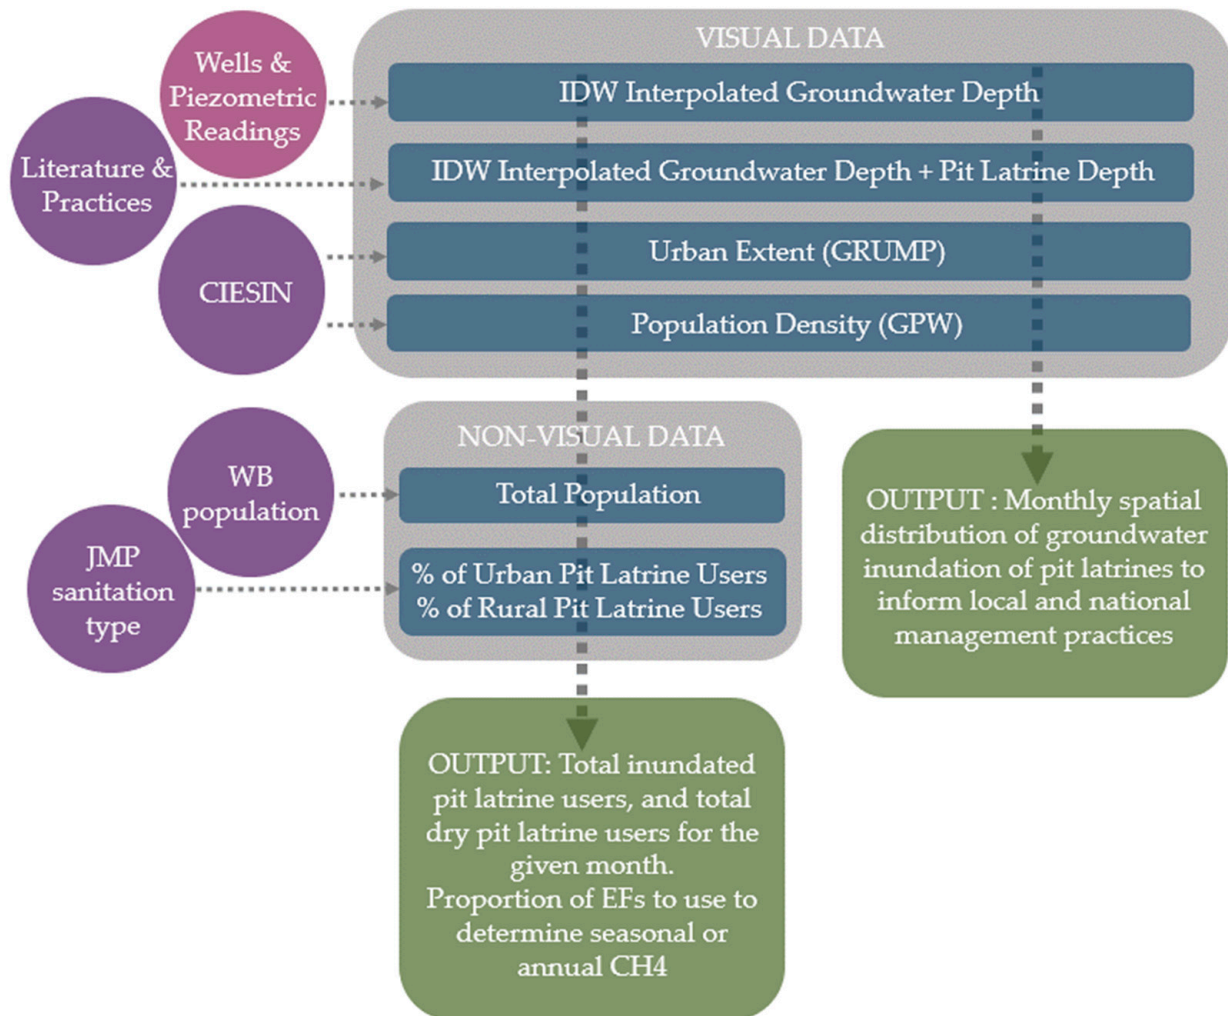 VISUAL DATA
Wells &
Piezometric
Readings
IDW Interpolated Groundwater Depth
Literature &
Practices
IDW Interpolated Groundwater Depth + Pit Latrine Depth
CIESIN
Urban Extent (GRUMP)
Population Density (GPW)
NON-VISUAL DATA
WB
population
Total Population
JMP
sanitation
type
% of Urban Pit Latrine Users
% of Rural Pit Latrine Users
OUTPUT : Monthly spatial
distribution of groundwater
inundation of pit latrines to
inform local and national
management practices
OUTPUT: Total inundated
pit latrine users, and total
dry pit latrine users for the
given month.
Proportion of EFs to use to
determine seasonal or
annual CH4